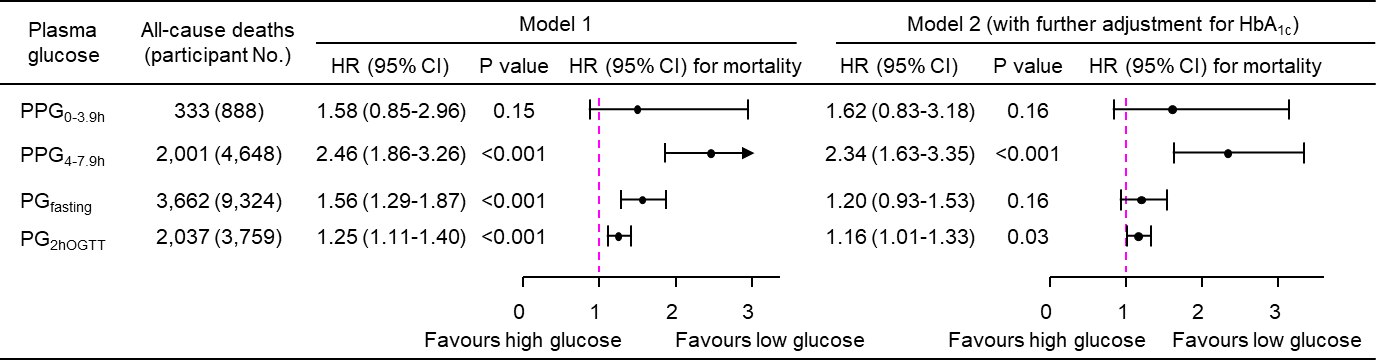 Plasma glucose All-cause deaths (participant No.) Model 1 Model 2 (with further adjustment for HbA1c)
HR (95% CI) P value HR (95% CI) for mortality HR (95% CI) P value HR (95% CI) for mortality
PPG0-3.9h 333 (888) 1.58 (0.85-2.96) 0.15 1.62 (0.83-3.18) 0.16
PPG4-7.9h 2,001 (4,648) 2.46 (1.86-3.26) <0.001 2.34 (1.63-3.35) <0.001
PGfasting 3,662 (9,324) 1.56 (1.29-1.87) <0.001 1.20 (0.93-1.53) 0.16
PG2hOGTT 2,037 (3,759) 1.25 (1.11-1.40) <0.001 1.16 (1.01-1.33) 0.03
0 1 2 3 0 1 2 3
Favours high glucose Favours low glucose Favours high glucose Favours low glucose